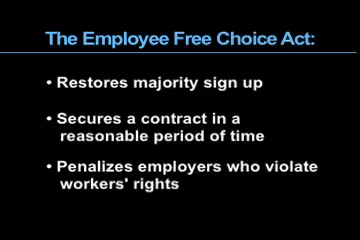 The Employee Free Choice Act:
• Restores majority sign up
• Secures a contract in a
reasonable period of time
• Penalizes employers who violate
workers' rights